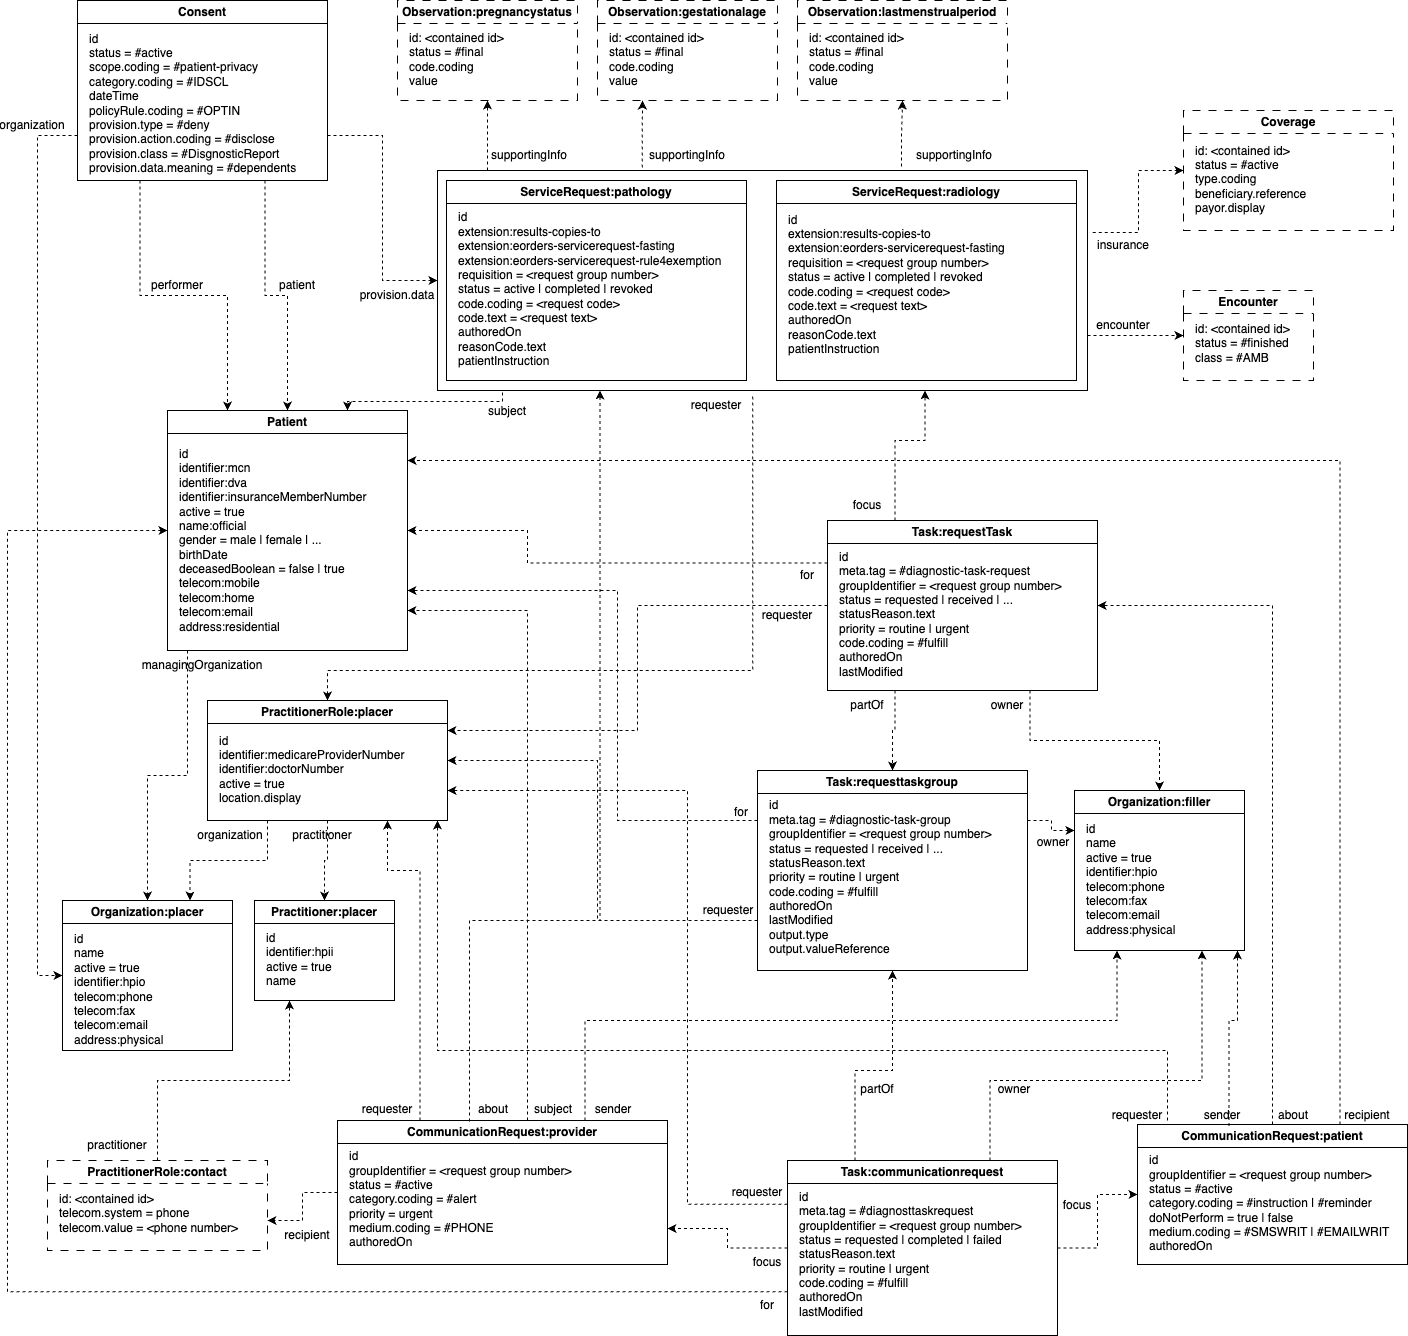 Consent
id
status = #active
scope.coding = #patient-privacy
category.coding = #IDSCL
dateTime
policyRule.coding = #OPTIN
provision.type = #deny
provision.action.coding = #disclose
provision.class = #DisgnosticReport
provision.data.meaning = #dependents
organization
Observation:pregnancystatus
id: <contained id>
status = #final
code.coding
value
Observation:gestationalage
id: <contained id>
status = #final
code.coding
value
Observation:lastmenstrualperiod
id: <contained id>
status = #final
code.coding
value
supportingInfo
supportingInfo
supportingInfo
Coverage
id: <contained id>
status = #active
type.coding
beneficiary.reference
payor.display
insurance
ServiceRequest:pathology
id
extension:results-copies-to
extension:eorders-servicerequest-fasting
extension:eorders-servicerequest-rule4exemption
requisition = <request group number>
status = active | completed | revoked
code.coding = <request code>
code.text = <request text>
authoredOn
reasonCode.text
patientInstruction
ServiceRequest:radiology
id
extension:results-copies-to
extension:eorders-servicerequest-fasting
requisition = <request group number>
status = active | completed | revoked
code.coding = <request code>
code.text = <request text>
authoredOn
reasonCode.text
patientInstruction
performer
patient
provision.data
Encounter
id: <contained id>
status = #finished
class = #AMB
encounter
subject
requester
Patient
id
identifier:mcn
identifier:dva
identifier:insuranceMemberNumber
active = true
name:official
gender = male | female | ...
birthDate
deceasedBoolean = false | true
telecom:mobile
telecom:home
telecom:email
address:residential
managingOrganization
focus
Task:requestTask
id
meta.tag = #diagnostic-task-request
groupIdentifier = <request group number>
status = requested | received | ...
statusReason.text
priority = routine | urgent
code.coding = #fulfill
authoredOn
lastModified
for
requester
partOf
owner
PractitionerRole:placer
id
identifier:medicareProviderNumber
identifier:doctorNumber
active = true
location.display
organization
practitioner
Task:requesttaskgroup
id
meta.tag = #diagnostic-task-group
groupIdentifier = <request group number>
status = requested | received | ...
statusReason.text
priority = routine | urgent
code.coding = #fulfill
authoredOn
lastModified
output.type
output.valueReference
for
requester
owner
Organization:filler
id
name
active = true
identifier:hpio
telecom:phone
telecom:fax
telecom:email
address:physical
Organization:placer
id
name
active = true
identifier:hpio
telecom:phone
telecom:fax
telecom:email
address:physical
Practitioner:placer
id
identifier:hpii
active = true
name
partOf
owner
requester
about
subject
sender
requester
sender
about
recipient
practitioner
PractitionerRole:contact
id: <contained id>
telecom.system = phone
telecom.value = <phone number>
recipient
CommunicationRequest:provider
id
groupIdentifier = <request group number>
status = #active
category.coding = #alert
priority = urgent
medium.coding = #PHONE
authoredOn
requester
focus
for
Task:communicationrequest
id
meta.tag = #diagnosttaskrequest
groupIdentifier = <request group number>
status = requested | completed | failed
statusReason.text
priority = routine | urgent
code.coding = #fulfill
authoredOn
lastModified
focus
CommunicationRequest:patient
id
groupIdentifier = <request group number>
status = #active
category.coding = #instruction | #reminder
doNotPerform = true | false
medium.coding = #SMSWRIT | #EMAILWRIT
authoredOn